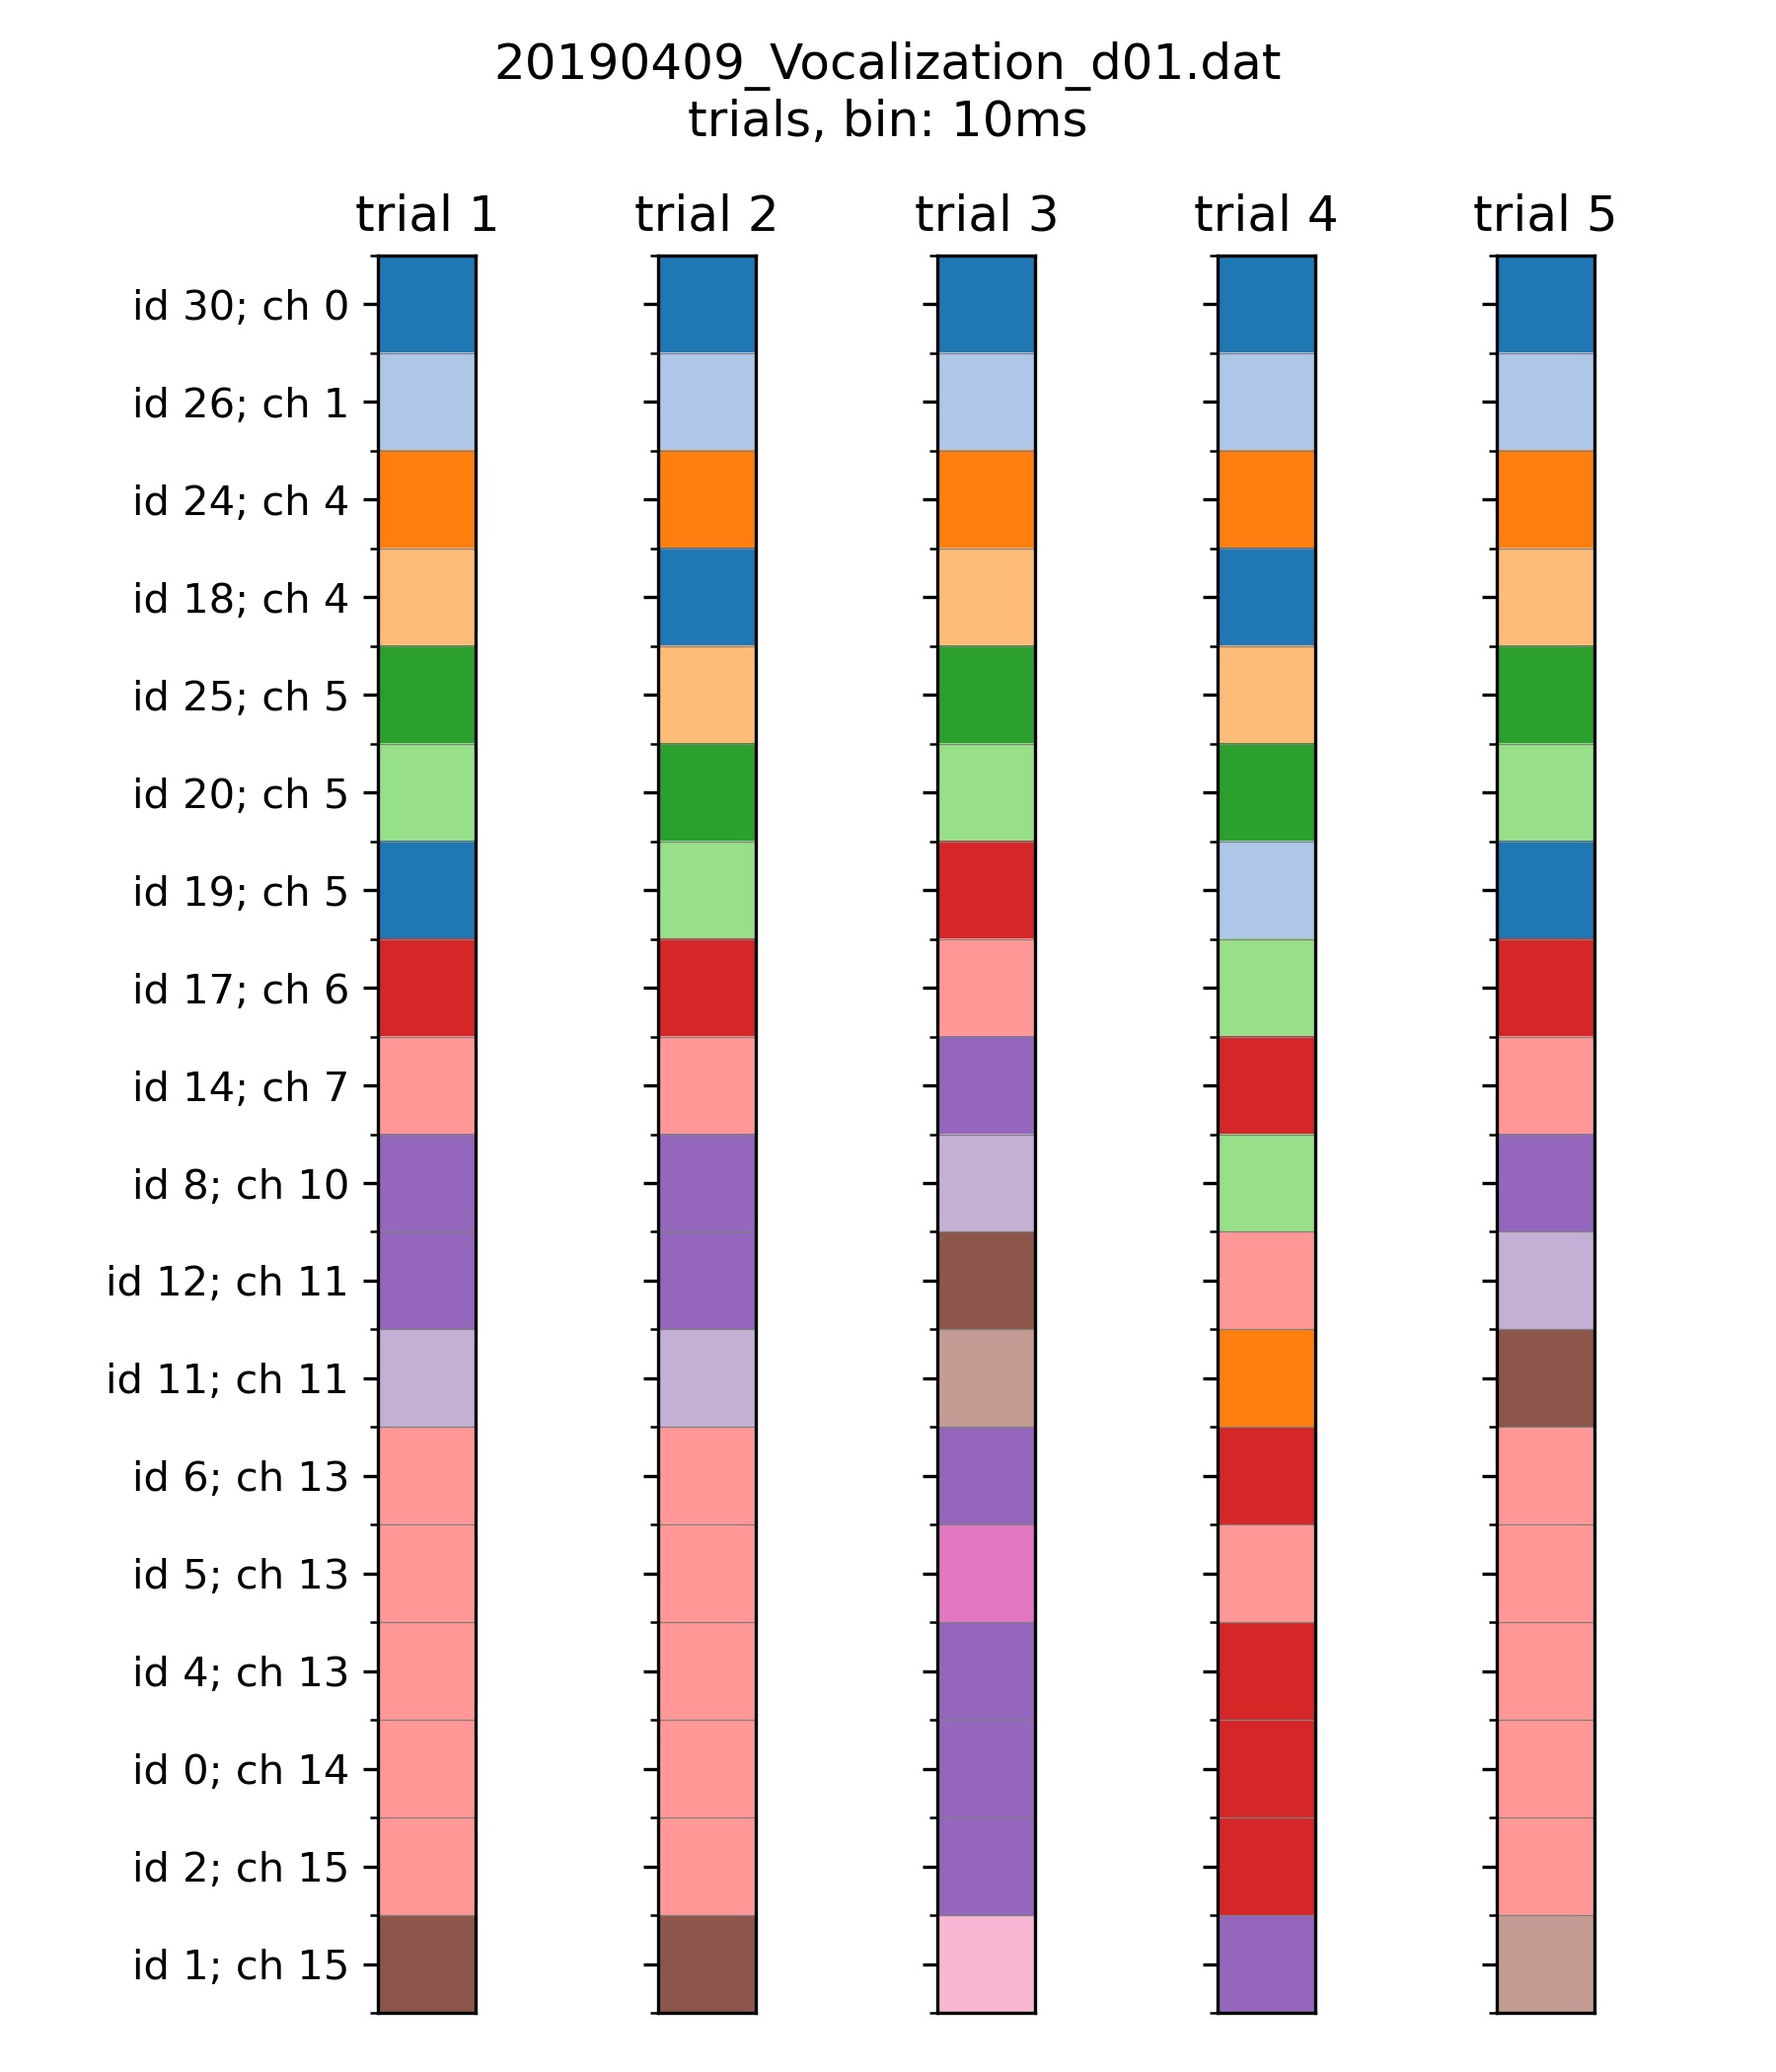 20190409_Vocalization_d01.dat
trials, bin: 10ms
trial 1 trial 2 trial 3 trial 4 trial 5
id 30; ch 0
id 26; ch 1
id 24; ch 4
id 18; ch 4
id 25; ch 5
id 20; ch 5
id 19; ch 5
id 17; ch 6
id 14; ch 7
id 8; ch 10
id 12; ch 11
id 11; ch 11
id 6; ch 13
id 5; ch 13
id 4; ch 13
id 0; ch 14
id 2; ch 15
id 1; ch 15